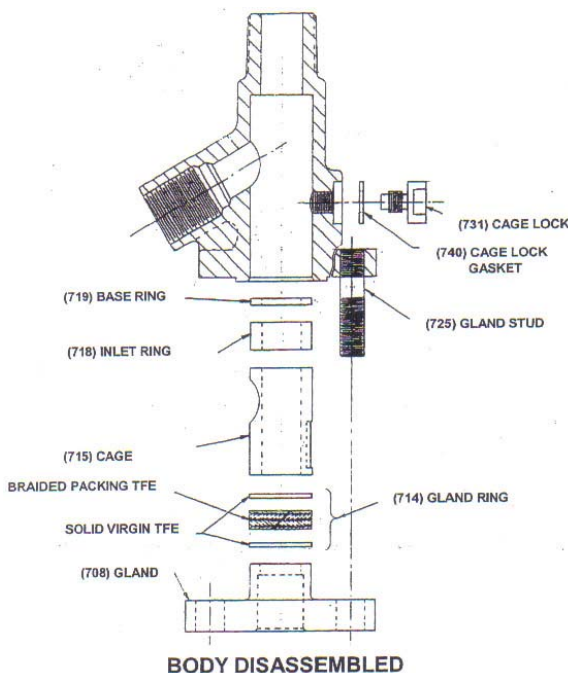 (731) CAGE LOCK
(740) CAGE LOCK
GASKET
(719) BASE RING
(725) GLAND STUD
(718) INLET RING
(715) CAGE
BRAIDED PACKING TFE
(714) GLAND RING
SOLID VIRGIN TFE
(708) GLAND
BODY DISASSEMBLED